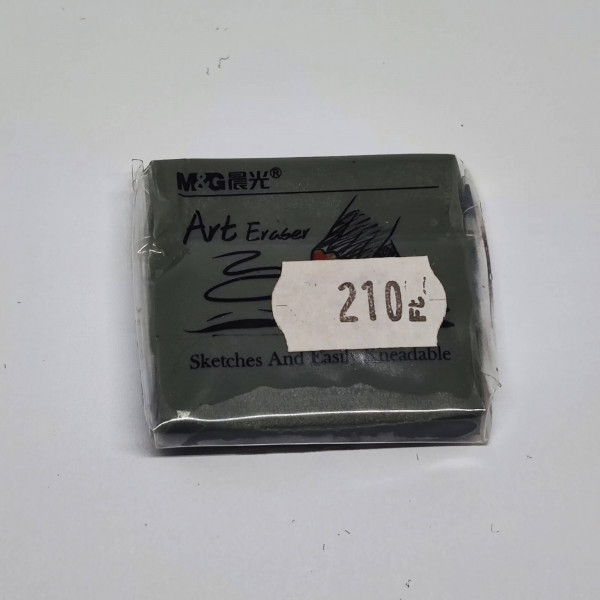 M&G晨光®
Art Eraser
210 Ft.
Sketches And Easily Kneadable